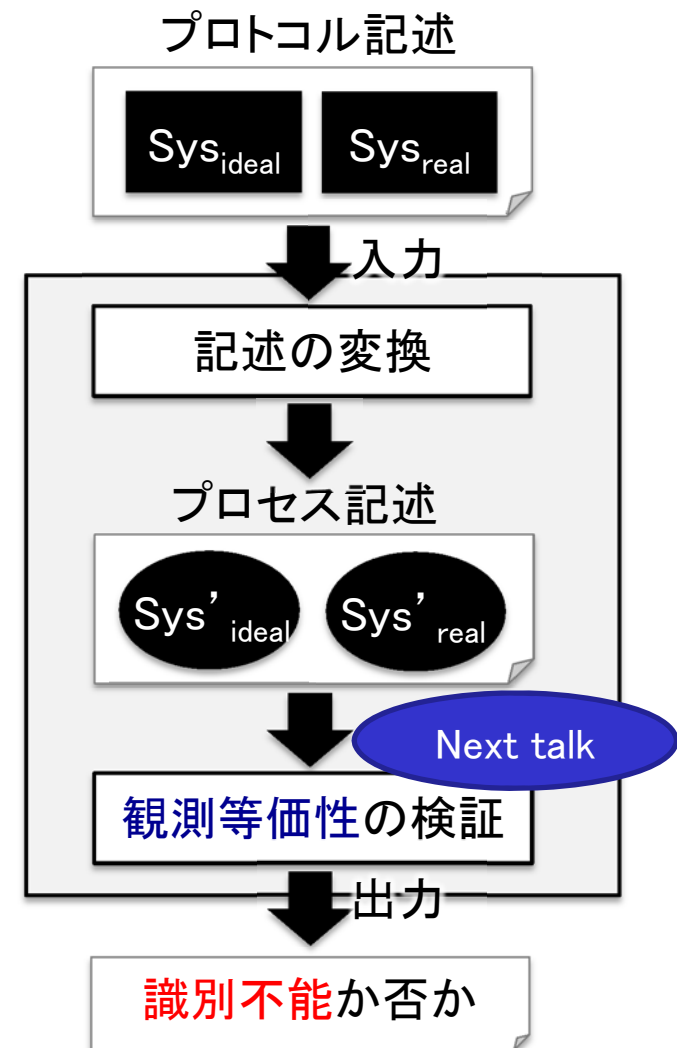 プロトコル記述
Sysideal Sysreal
入力
記述の変換
プロセス記述
Sys’ideal Sys’real
Next talk
観測等価性の検証
出力
識別不能か否か